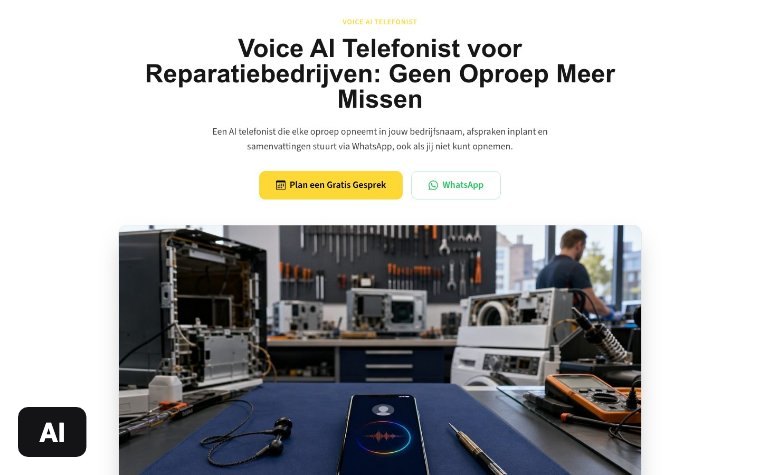 VOICE AI TELEFONIST
Voice AI Telefonist voor
Reparatiebedrijven: Geen Oproep Meer
Missen
Een AI telefonist die elke oproep opneemt in jouw bedrijfsnaam, afspraken inplant en
samenvattingen stuurt via WhatsApp, ook als jij niet kunt opnemen.
Plan een Gratis Gesprek
WhatsApp
AI